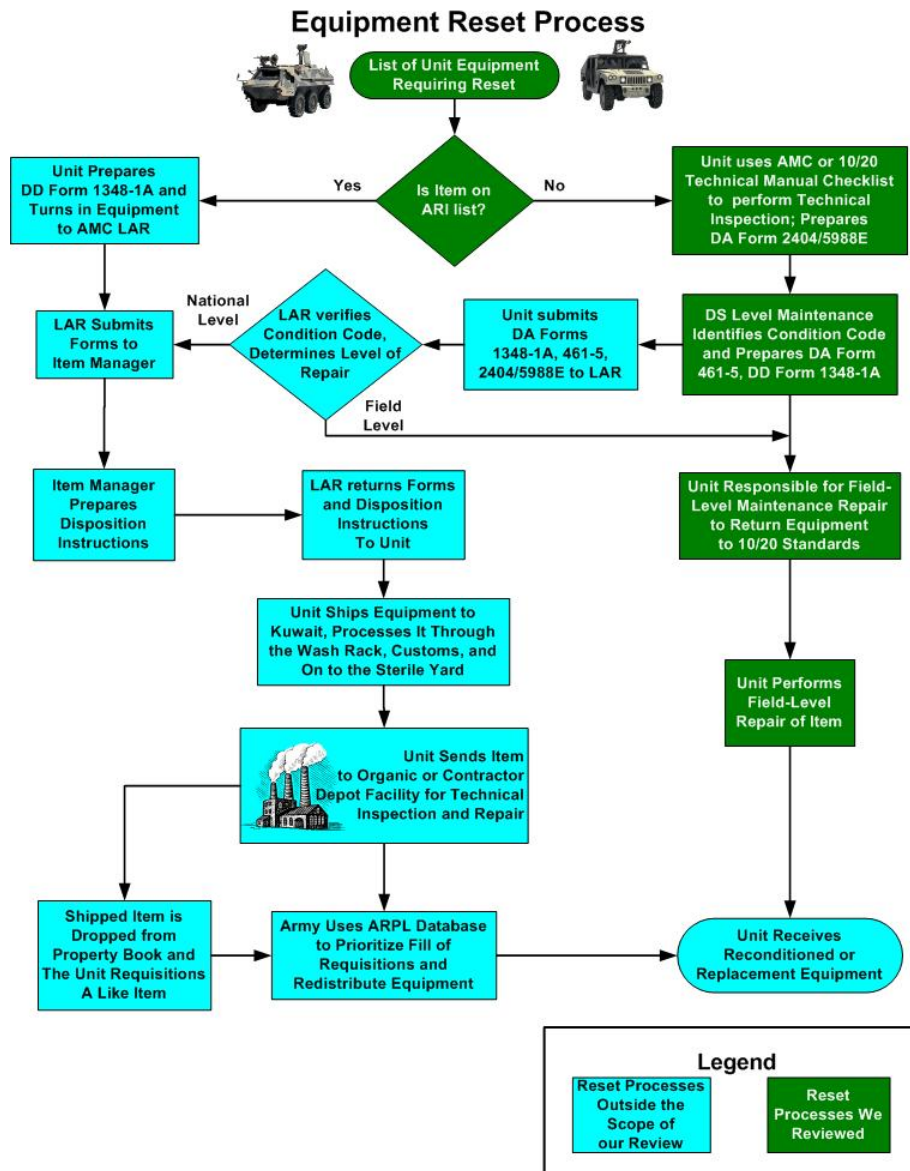 Equipment Reset Process
List of Unit Equipment
Requiring Reset
Unit Prepares
DD Form 1348-1A and
Turns in Equipment
to AMC LAR
Yes
Is Item on
ARI list?
No
Unit uses AMC or 10/20
Technical Manual Checklist
to perform Technical
Inspection; Prepares
DA Form 2404/5988E
LAR Submits
Forms to
Item Manager
National
Level
LAR verifies
Condition Code,
Determines Level of
Repair
Field
Level
Unit submits
DA Forms
1348-1A, 461-5,
2404/5988E to LAR
DS Level Maintenance
Identifies Condition Code
and Prepares DA Form
461-5, DD Form 1348-1A
Item Manager
Prepares
Disposition
Instructions
LAR returns Forms
and Disposition
Instructions
To Unit
Unit Responsible for Field-
Level Maintenance Repair
to Return Equipment
to 10/20 Standards
Unit Ships Equipment to
Kuwait, Processes It Through
the Wash Rack, Customs, and
On to the Sterile Yard
Unit Performs
Field-Level
Repair of Item
Unit Sends Item
to Organic or Contractor
Depot Facility for Technical
Inspection and Repair
Shipped Item is
Dropped from
Property Book and
The Unit Requisitions
A Like Item
Army Uses ARPL Database
to Prioritize Fill of
Requisitions and
Redistribute Equipment
Unit Receives
Reconditioned or
Replacement Equipment
Legend
Reset Processes
Outside the
Scope of
our Review
Reset
Processes We
Reviewed